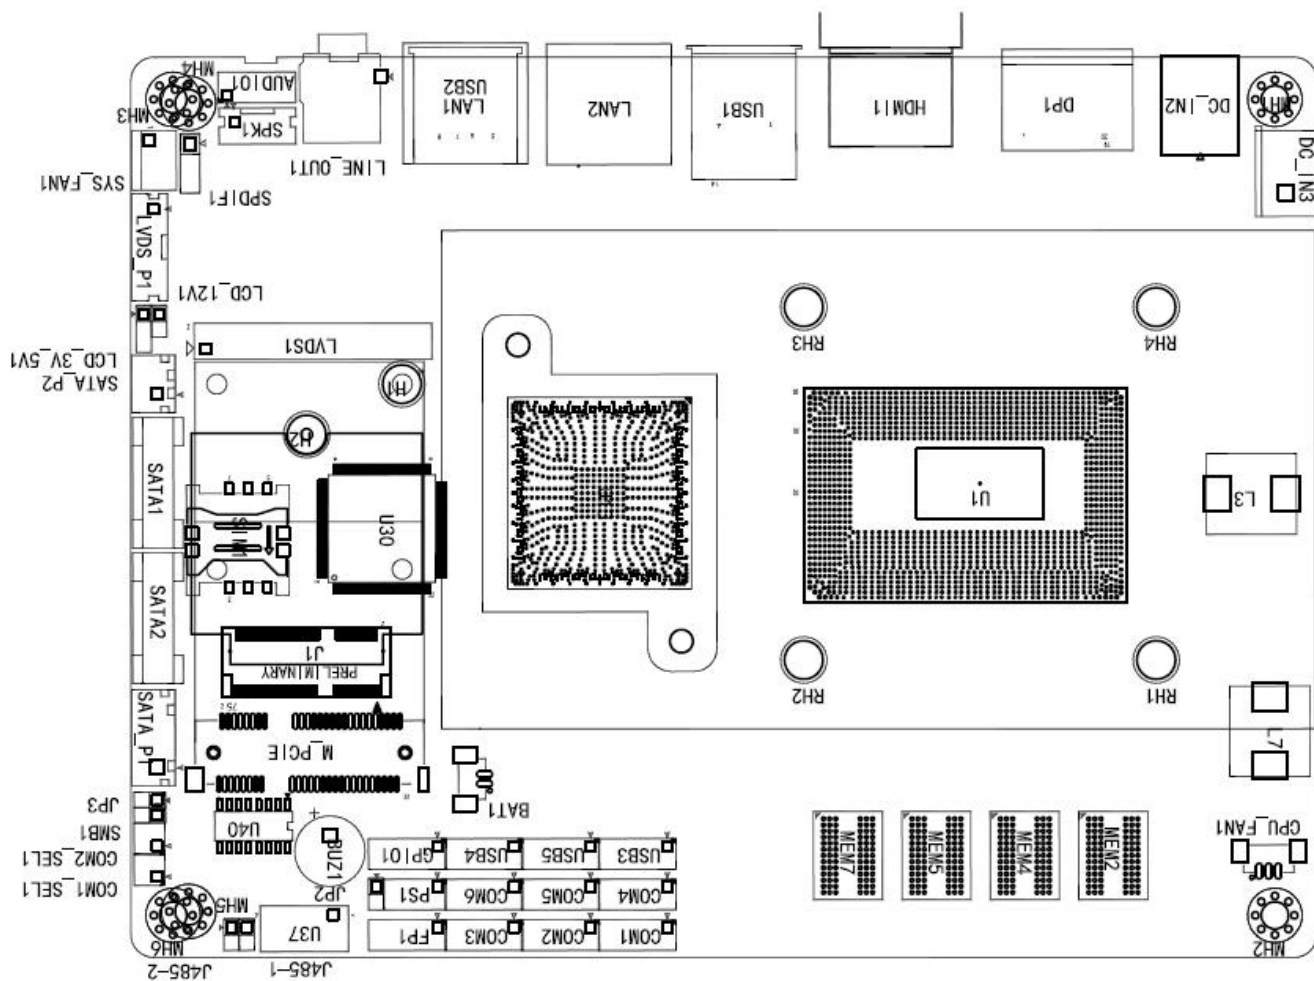 MH4
AUDIO1
MH3
SPK1
LINE_OUT1
LAN1
USB2
LAN2
USB1
HDMI1
DP1
DC_IN2
MH1
DC_IN3
SYS_FAN1
SPDIF1
LVDS_P1
LCD_12V1
LCD_3V_5V1
SATA_P2
LVDS1
H1
H2
RH3
RH4
SATA1
SIM1
U30
U1
L3
SATA2
J1
PRELIMINARY
RH2
RH1
SATA_P1
75
M_PCIE
L7
JP3
SMB1
COM2_SEL1
COM1_SEL1
U40
BAT1
+
BUZ1
JP2
GPIO1
USB4
USB5
USB3
PS1
COM6
COM5
COM4
FP1
COM3
COM2
COM1
MEM7
MEM5
MEM4
MEM2
CPU_FAN1
MH5
U37
MH6
J485-2
J485-1
MH2